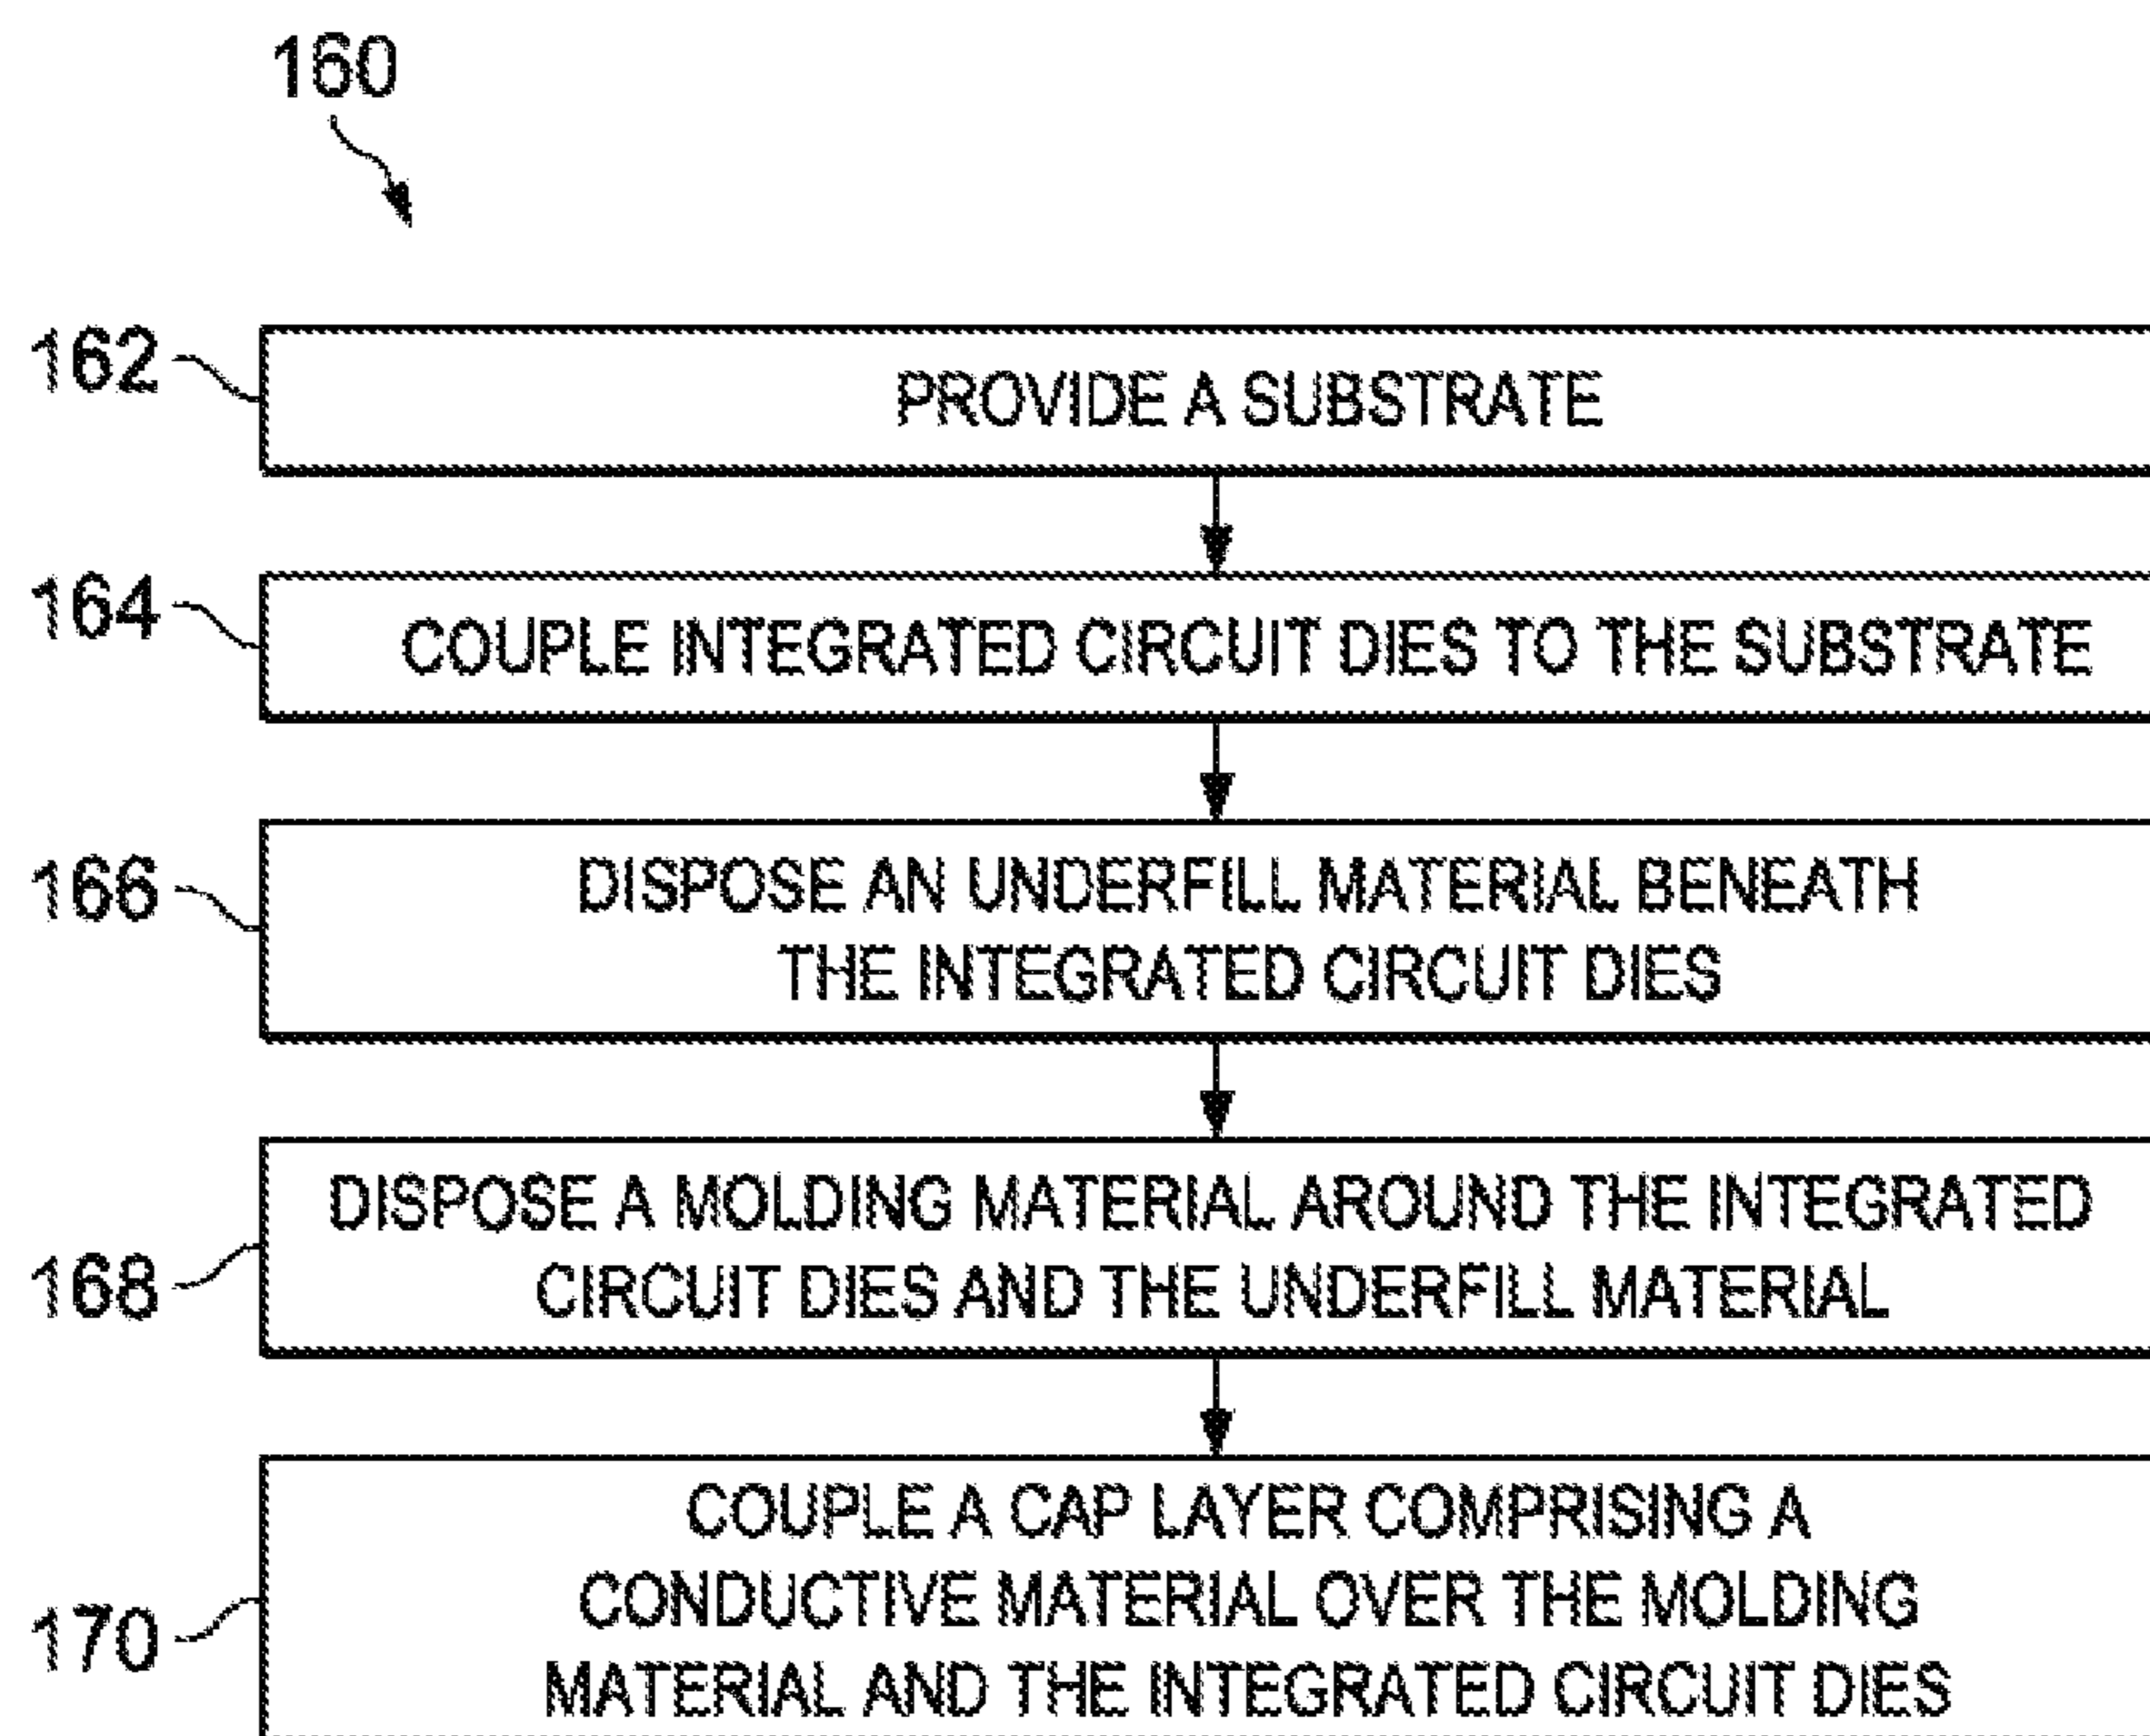 160
162
PROVIDE A SUBSTRATE
164
COUPLE INTEGRATED CIRCUIT DIES TO THE SUBSTRATE
166
DISPOSE AN UNDERFILL MATERIAL BENEATH
THE INTEGRATED CIRCUIT DIES
168
DISPOSE A MOLDING MATERIAL AROUND THE INTEGRATED
CIRCUIT DIES AND THE UNDERFILL MATERIAL
170
COUPLE A CAP LAYER COMPRISING A
CONDUCTIVE MATERIAL OVER THE MOLDING
MATERIAL AND THE INTEGRATED CIRCUIT DIES